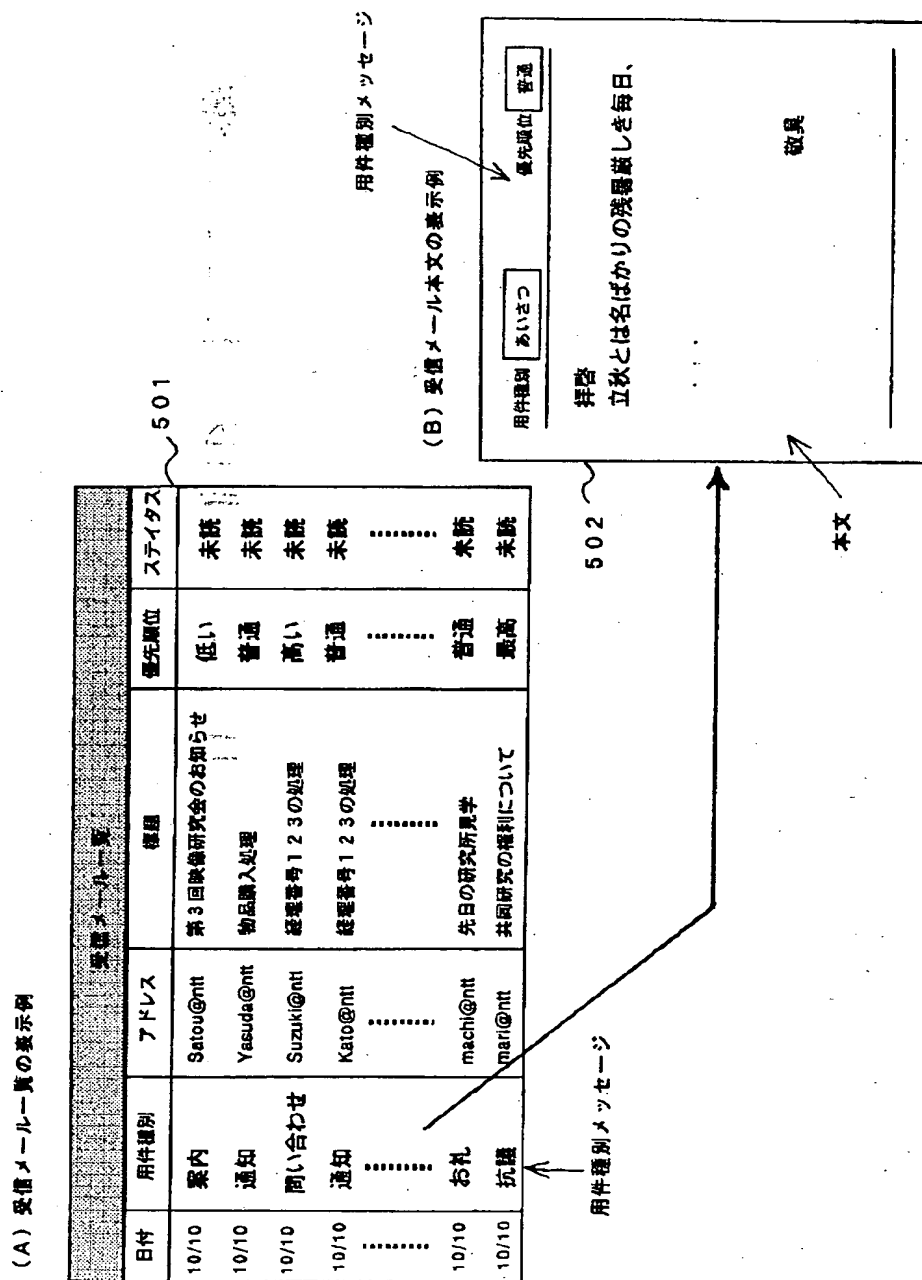 (A) 受信メール一覧の表示例
受信メール一覧
日付 用件種別 アドレス 標題 優先順位 ステイタス
10/10 案内 Satou@ntt 第3回映像研究会のお知らせ 低い 未読
10/10 通知 Yasuda@ntt 物品購入処理 普通 未読
10/10 問い合わせ Suzuki@ntt 経理番号123の処理 高い 未読
10/10 通知 Kato@ntt 経理番号123の処理 普通 未読
……… ……… ……… ……… ……… ………
10/10 お礼 machi@ntt 先日の研究所見学 普通 未読
10/10 抗議 mari@ntt 共同研究の権利について 最高 未読
501
用件種別メッセージ
(B) 受信メール本文の表示例
用件種別メッセージ
用件種別 あいさつ 優先順位 普通
拝啓
立秋とは名ばかりの残暑厳しき毎日、
・・・
敬具
502
本文